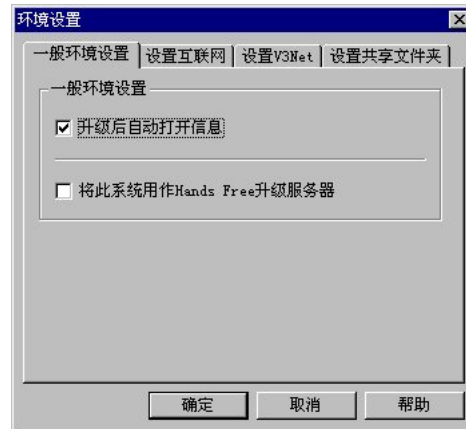 环境设置
一般环境设置 设置互联网 设置V3Net 设置共享文件夹
一般环境设置
升级后自动打开信息
将此系统用作Hands Free升级服务器
确定 取消 帮助